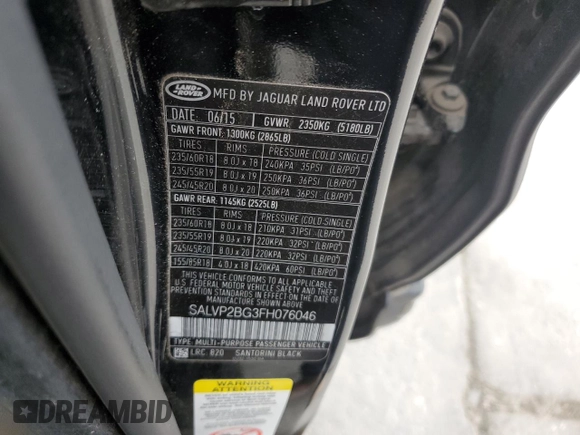 LAND-
ROVER
MFD BY JAGUAR LAND ROVER LTD
DATE: 06/15 GVWR 2350KG (5180LB)
GAWR FRONT: 1300KG (2865LB)
TIRES RIMS PRESSURE (COLD SINGLE)
235/60R18 8.0J x 18 240KPA 35PSI (LB/PO²)
235/55R19 8.0J x 19 250KPA 36PSI (LB/PO²)
245/45R20 8.0J x 20 250KPA 36PSI (LB/PO²)
GAWR REAR: 1145KG (2525LB)
TIRES RIMS PRESSURE (COLD SINGLE)
235/60R18 8.0J x 18 210KPA 31PSI (LB/PO²)
235/55R19 8.0J x 19 220KPA 32PSI (LB/PO²)
245/45R20 8.0J x 20 220KPA 32PSI (LB/PO²)
155/85R18 4.0J x 18 420KPA 60PSI (LB/PO²)
THIS VEHICLE CONFORMS TO ALL APPLICABLE
U.S. FEDERAL MOTOR VEHICLE SAFETY AND THEFT
PREVENTION STANDARDS IN EFFECT ON THE DATE OF
MANUFACTURE SHOWN ABOVE
SALVP2BG3FH076046
TYPE: MULTI-PURPOSE PASSENGER VEHICLE
LRC 820 SANTORINI BLACK
WARNING
DREAMBID